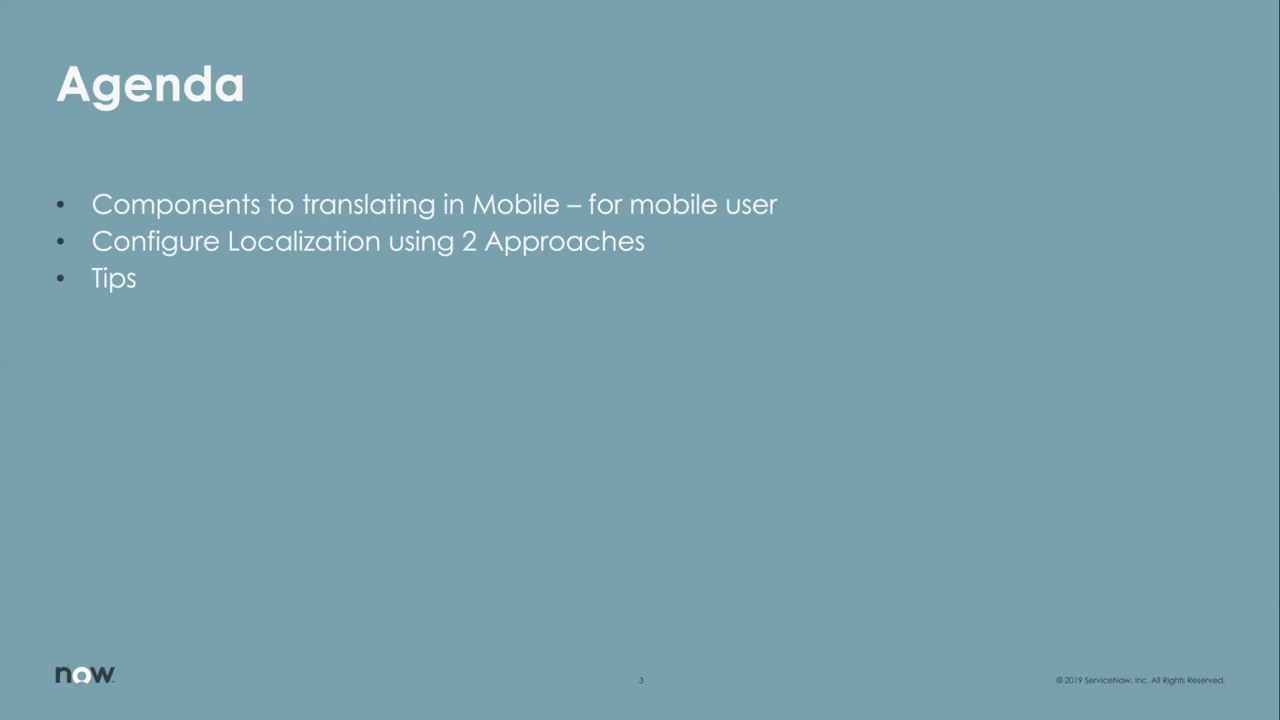 Agenda
• Components to translating in Mobile – for mobile user
• Configure Localization using 2 Approaches
• Tips
now
3
© 2019 ServiceNow, Inc. All Rights Reserved.